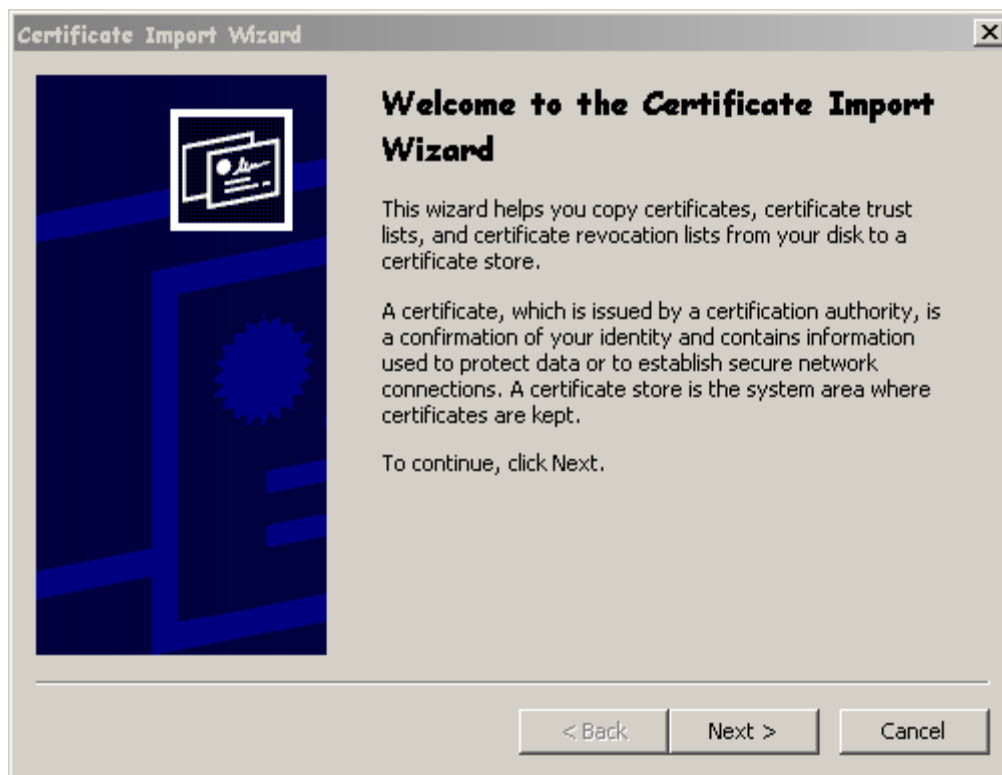 Certificate Import Wizard
Welcome to the Certificate Import
Wizard
This wizard helps you copy certificates, certificate trust
lists, and certificate revocation lists from your disk to a
certificate store.
A certificate, which is issued by a certification authority, is
a confirmation of your identity and contains information
used to protect data or to establish secure network
connections. A certificate store is the system area where
certificates are kept.
To continue, click Next.
< Back Next > Cancel